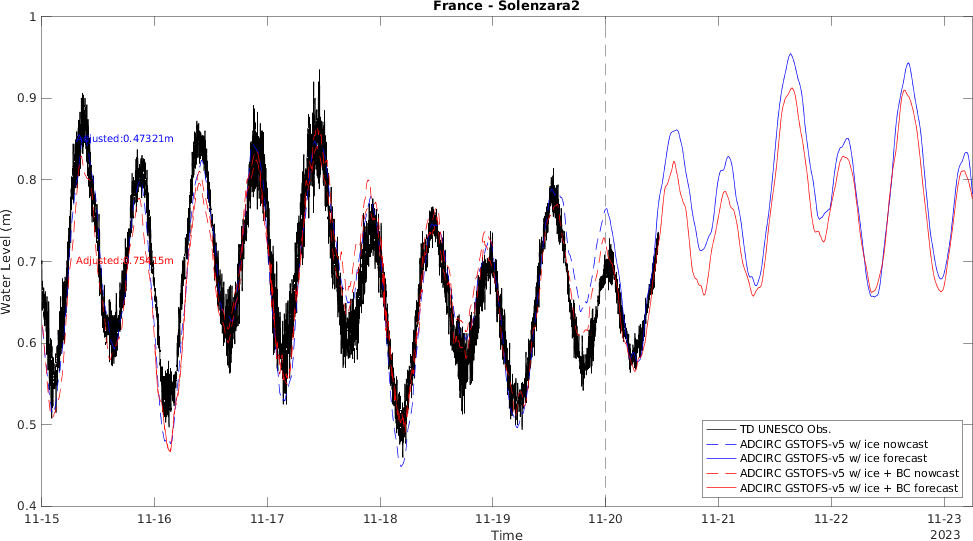 France - Solenzara2
1
0.9
0.8
0.7
0.6
0.5
0.4
Water Level (m)
Adjusted:0.47321m
TD UNESCO Obs.
ADCIRC GSTOFS-v5 w/ ice nowcast
ADCIRC GSTOFS-v5 w/ ice forecast
ADCIRC GSTOFS-v5 w/ ice + BC nowcast
ADCIRC GSTOFS-v5 w/ ice + BC forecast
11-15 11-16 11-17 11-18 11-19 11-20 11-21 11-22 11-23
Time
2023